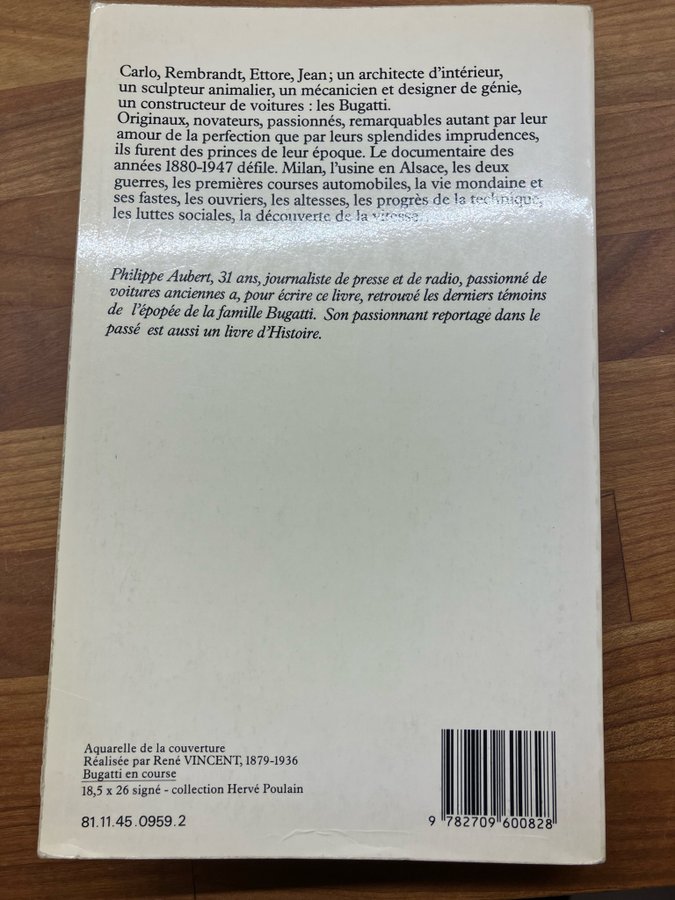 Carlo, Rembrandt, Ettore, Jean; un architecte d'intérieur,
un sculpteur animalier, un mécanicien et designer de génie,
un constructeur de voitures : les Bugatti.
Originaux, novateurs, passionnés, remarquables autant par leur
amour de la perfection que par leurs splendides imprudences,
ils furent des princes de leur époque. Le documentaire des
années 1880-1947 défile. Milan, l'usine en Alsace, les deux
guerres, les premières courses automobiles, la vie mondaine et
ses fastes, les ouvriers, les altesses, les progrès de la technique,
les luttes sociales, la découverte de la vitesse.
Philippe Aubert, 31 ans, journaliste de presse et de radio, passionné de
voitures anciennes a, pour écrire ce livre, retrouvé les derniers témoins
de l'épopée de la famille Bugatti. Son passionnant reportage dans le
passé est aussi un livre d'Histoire.
Aquarelle de la couverture
Réalisée par René VINCENT, 1879-1936
Bugatti en course
18,5 x 26 signé - collection Hervé Poulain
81.11.45.0959.2
9 782709 600828